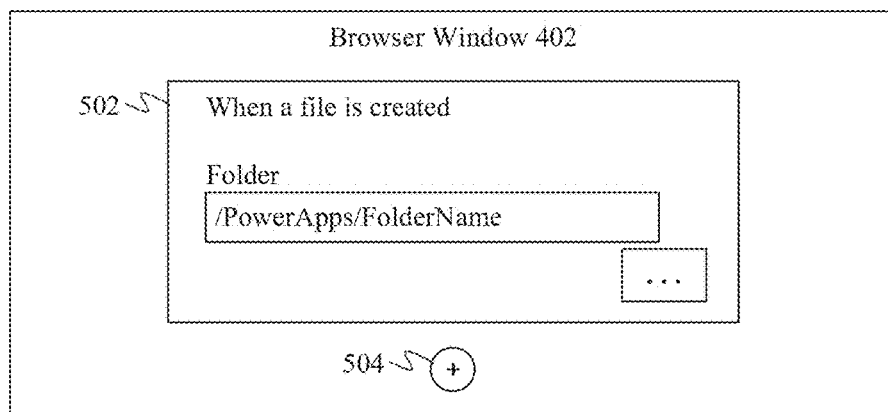 Browser Window 402
502
When a file is created
Folder
/PowerApps/FolderName
...
504
+